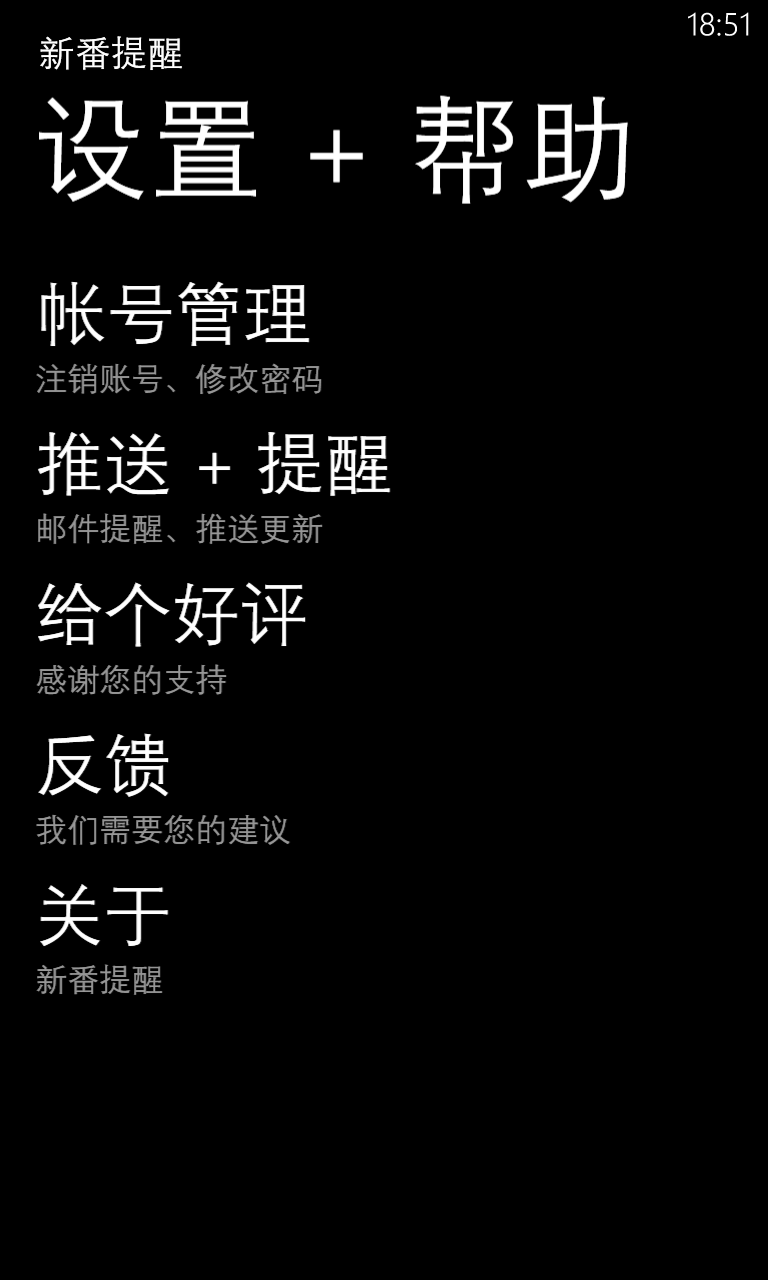 18:51
新番提醒
设置 + 帮助
帐号管理
注销账号、修改密码
推送 + 提醒
邮件提醒、推送更新
给个好评
感谢您的支持
反馈
我们需要您的建议
关于
新番提醒